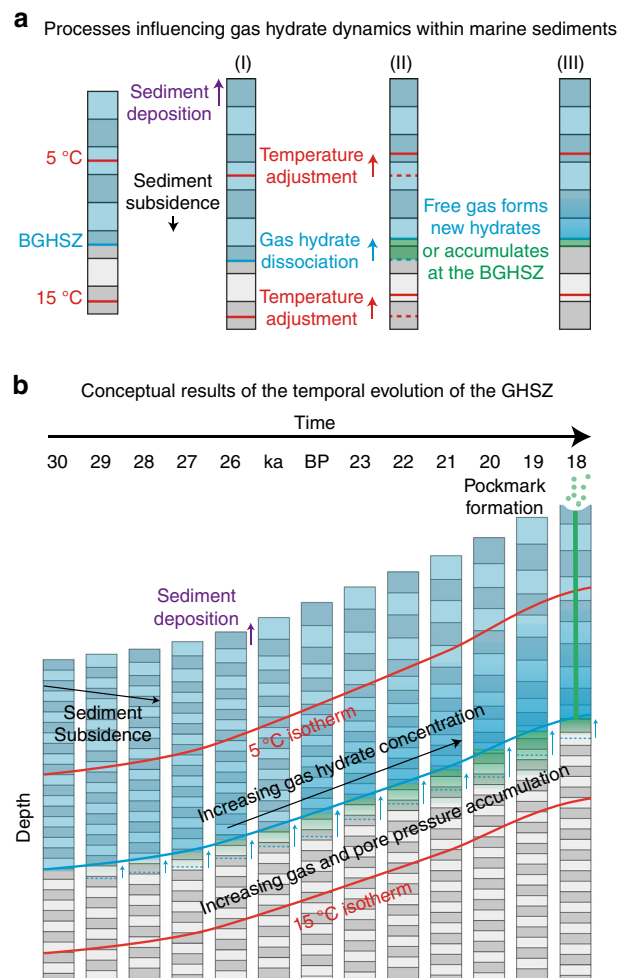 a
Processes influencing gas hydrate dynamics within marine sediments
(I)
(II)
(III)
Sediment
deposition
5 °C
Sediment
subsidence
BGHSZ
15 °C
Temperature
adjustment
Gas hydrate
dissociation
Temperature
adjustment
Free gas forms
new hydrates
or accumulates
at the BGHSZ
b
Conceptual results of the temporal evolution of the GHSZ
Time
30 29 28 27 26 ka BP 23 22 21 20 19 18
Pockmark
formation
Sediment
deposition
Sediment
Subsidence
5 °C isotherm
Increasing gas hydrate concentration
Increasing gas and pore pressure accumulation
15 °C isotherm
Depth